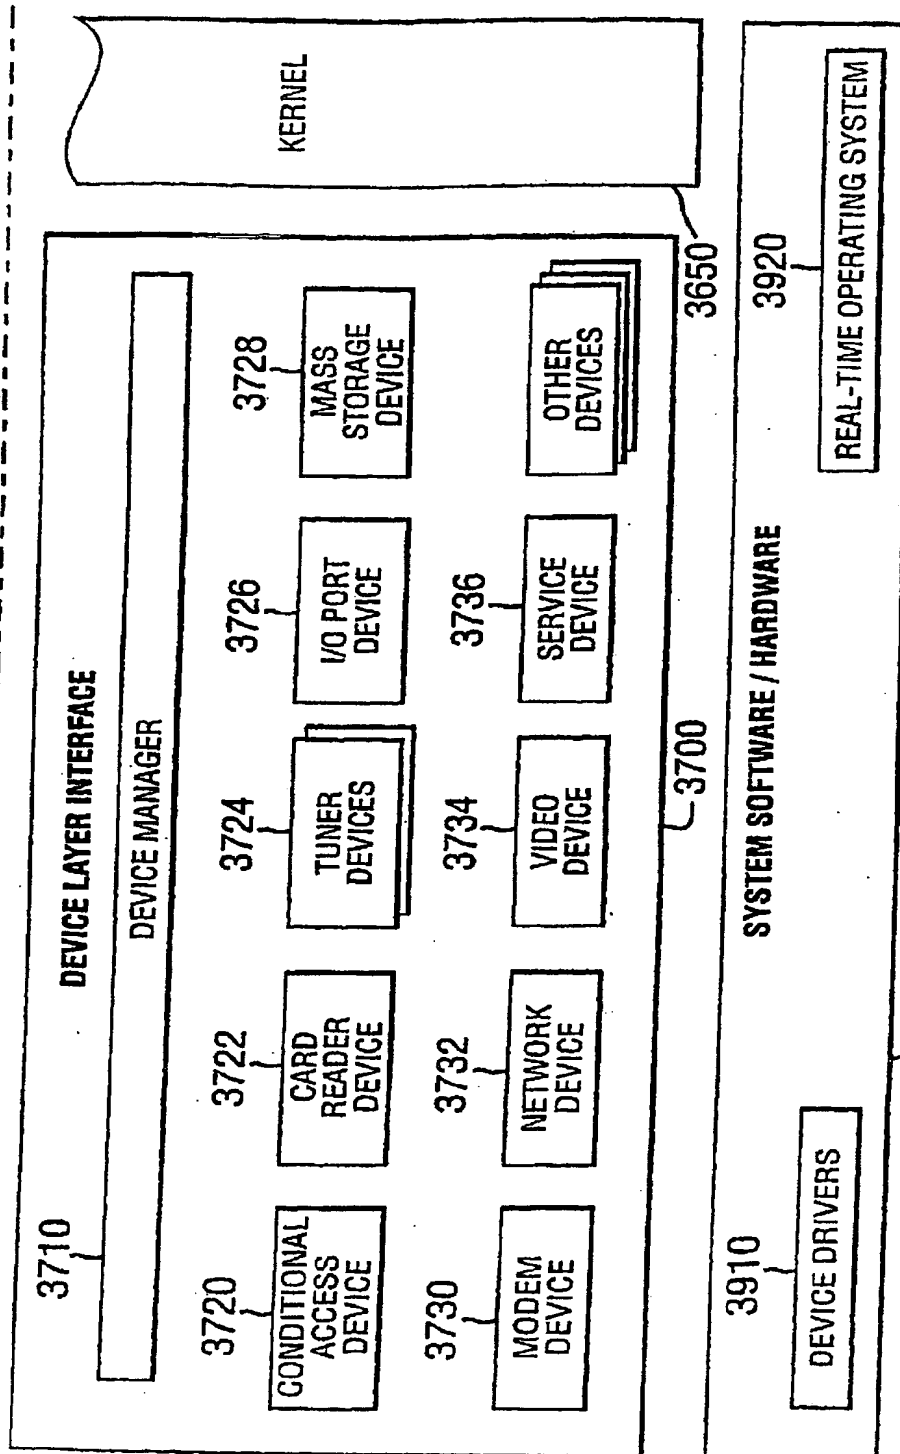 DEVICE LAYER INTERFACE
3710
DEVICE MANAGER
KERNEL
3720
3722
3724
3726
3728
CONDITIONAL
ACCESS
DEVICE
CARD
READER
DEVICE
TUNER
DEVICES
I/O PORT
DEVICE
MASS
STORAGE
DEVICE
3730
3732
3734
3736
MODEM
DEVICE
NETWORK
DEVICE
VIDEO
DEVICE
SERVICE
DEVICE
OTHER
DEVICES
3700
3650
SYSTEM SOFTWARE / HARDWARE
3910
3920
DEVICE DRIVERS
REAL-TIME OPERATING SYSTEM